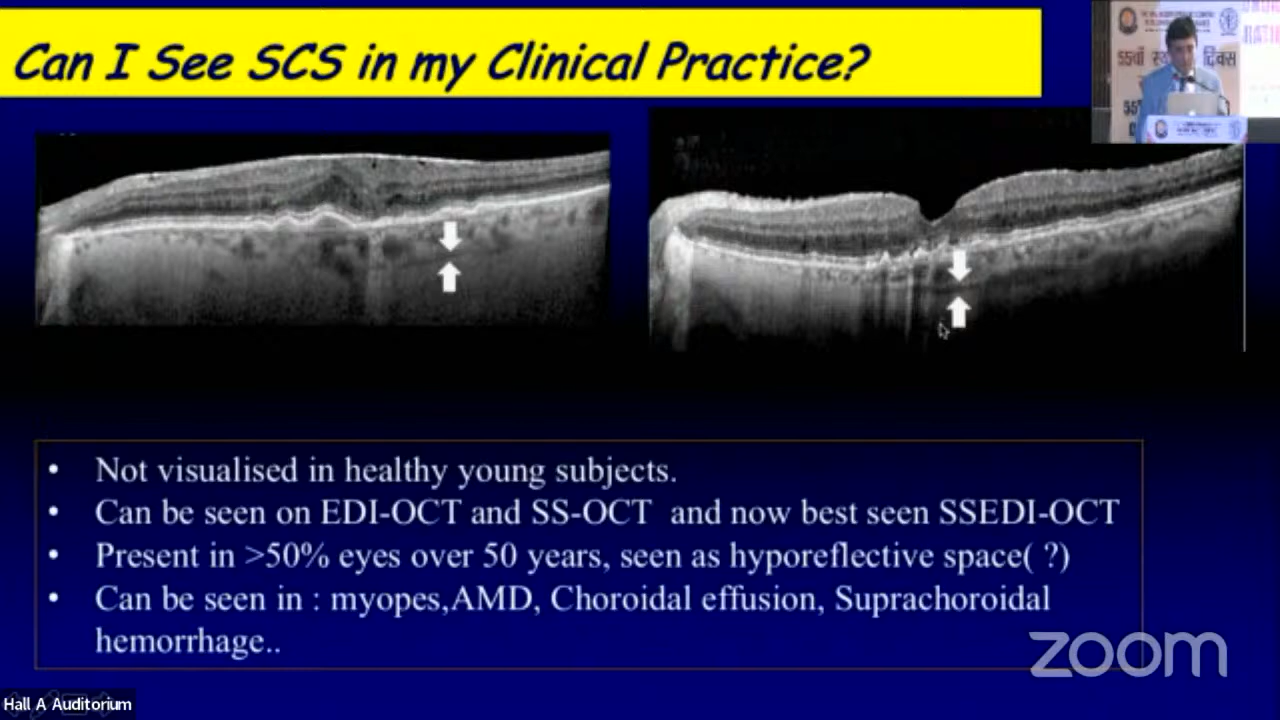 Can I See SCS in my Clinical Practice?
55वाँ
दिवस
• Not visualised in healthy young subjects.
• Can be seen on EDI-OCT and SS-OCT and now best seen SSEDI-OCT
• Present in >50% eyes over 50 years, seen as hyporeflective space( ?)
• Can be seen in : myopes,AMD, Choroidal effusion, Suprachoroidal
hemorrhage..
zoom
Hall A Auditorium